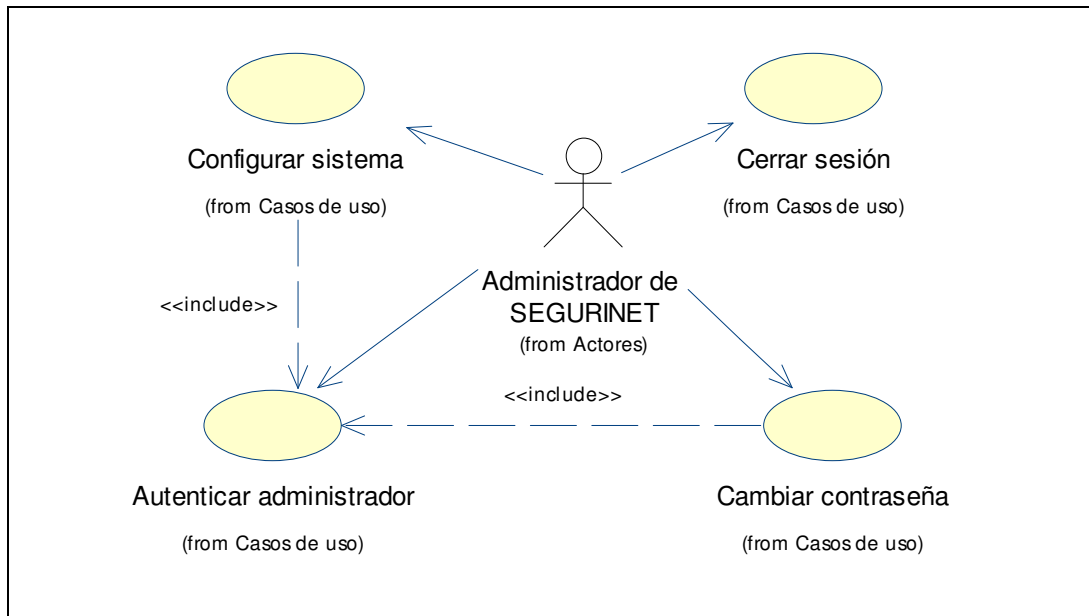 Configurar sistema
(from Casos de uso)
Cerrar sesión
(from Casos de uso)
<<include>>
Administrador de
SEGURINET
(from Actores)
<<include>>
Autenticar administrador
(from Casos de uso)
Cambiar contraseña
(from Casos de uso)